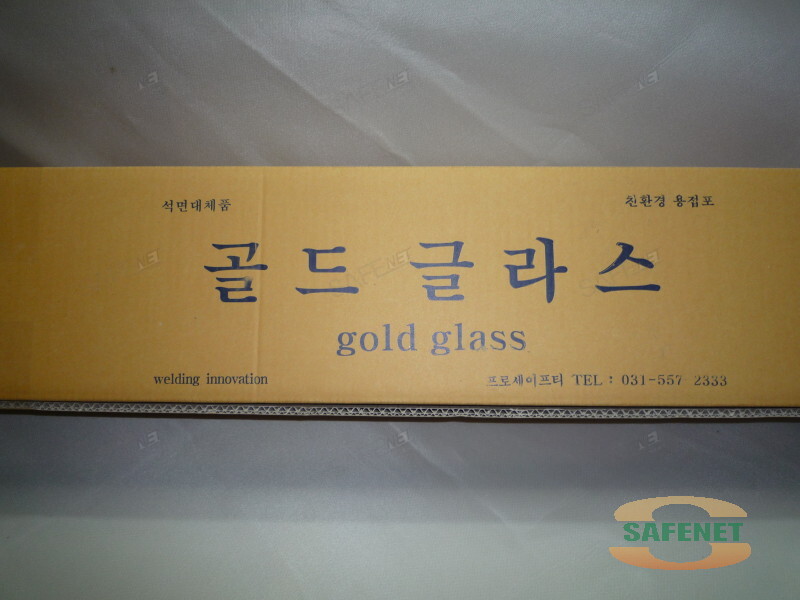 석면대체품
친환경 용접포
골드 글라스
gold glass
welding innovation
프로세이프티 TEL : 031-557 2333
SAFENET